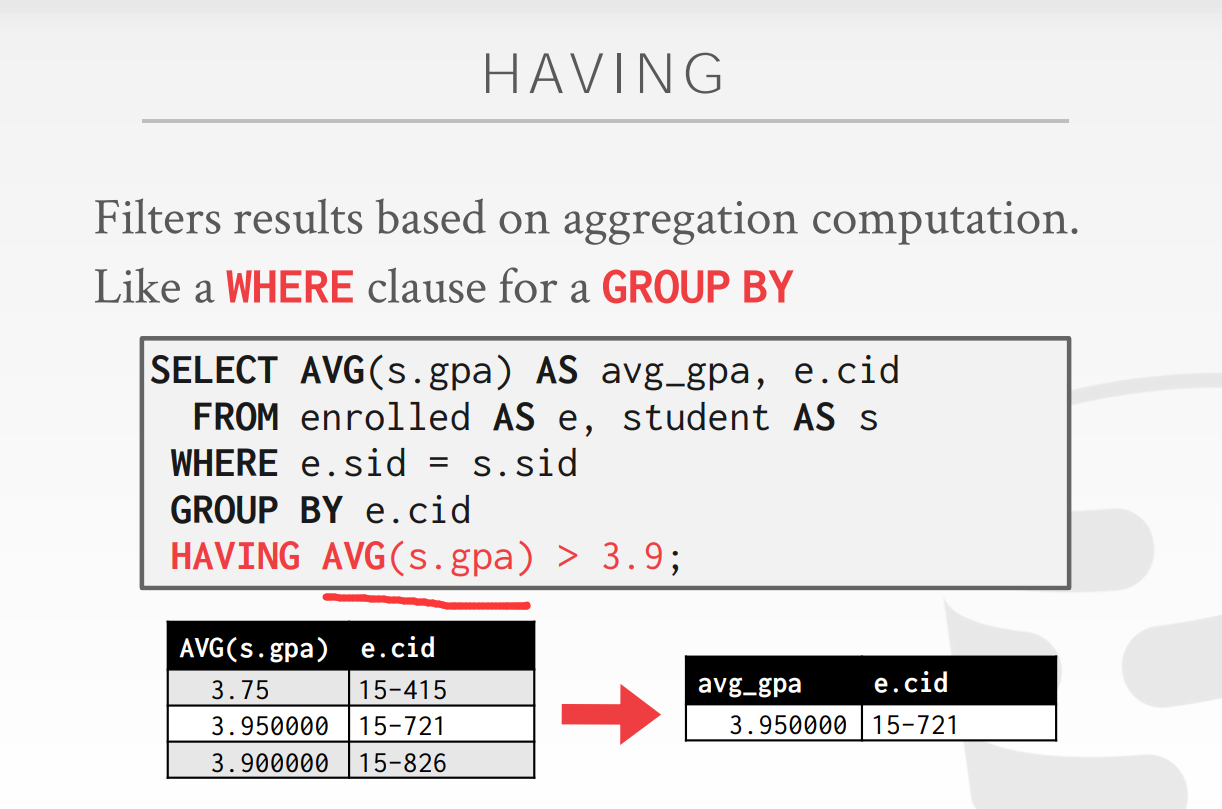 HAVING
Filters results based on aggregation computation.
Like a WHERE clause for a GROUP BY
SELECT AVG(s.gpa) AS avg_gpa, e.cid
FROM enrolled AS e, student AS s
WHERE e.sid = s.sid
GROUP BY e.cid
HAVING AVG(s.gpa) > 3.9;
AVG(s.gpa) e.cid
3.75 15-415
3.950000 15-721
3.900000 15-826
avg_gpa e.cid
3.950000 15-721